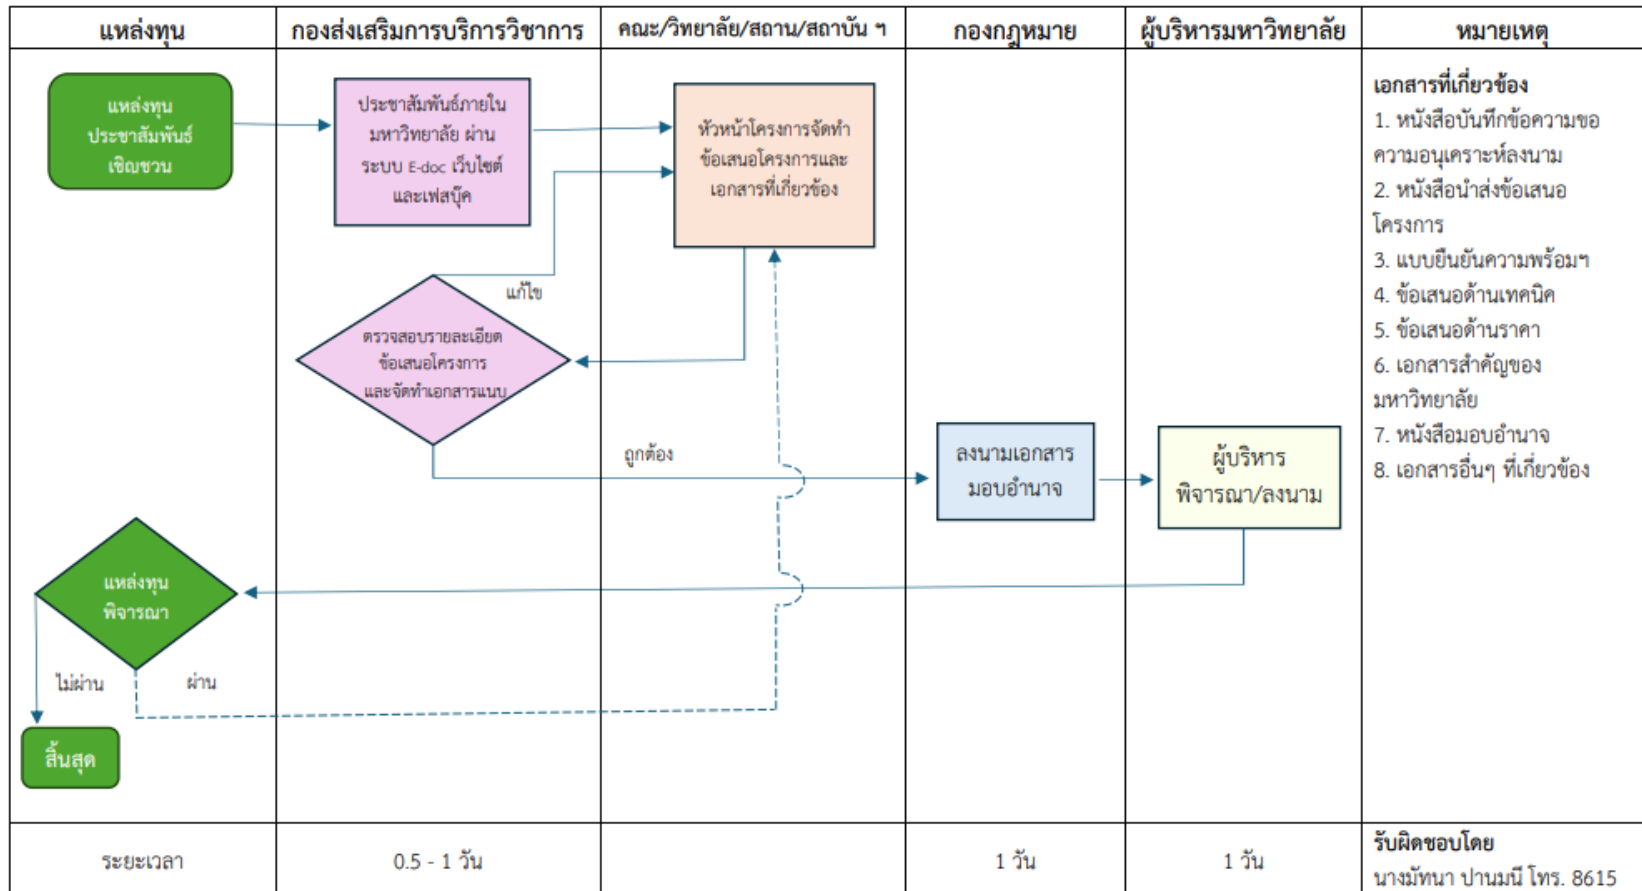 แหล่งทุน
กองส่งเสริมการบริการวิชาการ
คณะ/วิทยาลัย/สถาน/สถาบัน ฯ
กองกฎหมาย
ผู้บริหารมหาวิทยาลัย
หมายเหตุ
แหล่งทุน
ประชาสัมพันธ์
เชิญชวน
ประชาสัมพันธ์ภายใน
มหาวิทยาลัย ผ่าน
ระบบ E-doc เว็บไซต์
และเฟสบุ๊ค
หัวหน้าโครงการจัดทำ
ข้อเสนอโครงการและ
เอกสารที่เกี่ยวข้อง
แก้ไข
ตรวจสอบรายละเอียด
ข้อเสนอโครงการ
และจัดทำเอกสารแนบ
ถูกต้อง
ลงนามเอกสาร
มอบอำนาจ
ผู้บริหาร
พิจารณา/ลงนาม
แหล่งทุน
พิจารณา
ไม่ผ่าน
ผ่าน
สิ้นสุด
เอกสารที่เกี่ยวข้อง
1. หนังสือบันทึกข้อความขอ
ความอนุเคราะห์ลงนาม
2. หนังสือนำส่งข้อเสนอ
โครงการ
3. แบบยืนยันความพร้อมฯ
4. ข้อเสนอด้านเทคนิค
5. ข้อเสนอด้านราคา
6. เอกสารสำคัญของ
มหาวิทยาลัย
7. หนังสือมอบอำนาจ
8. เอกสารอื่นๆ ที่เกี่ยวข้อง
ระยะเวลา
0.5 - 1 วัน
1 วัน
1 วัน
รับผิดชอบโดย
นางมัทนา ปานมณี โทร. 8615